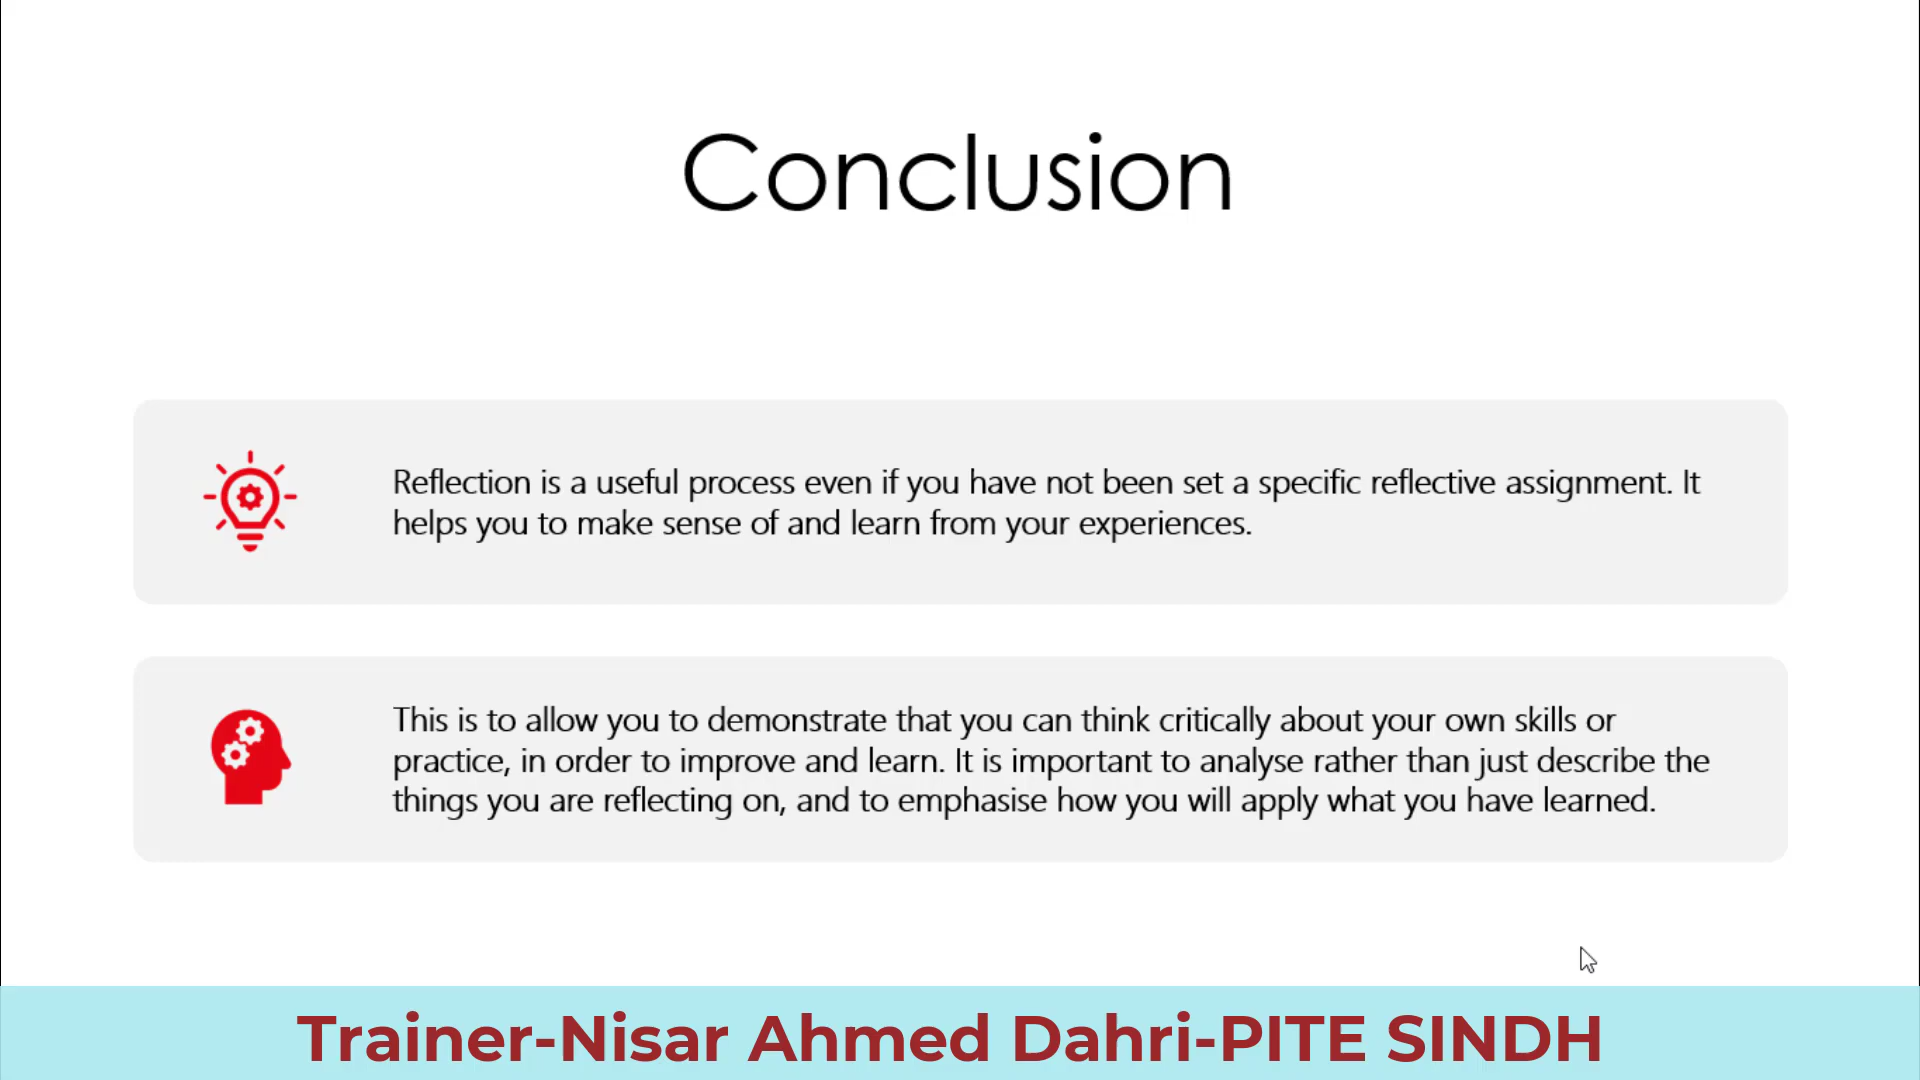 Conclusion
Reflection is a useful process even if you have not been set a specific reflective assignment. It
helps you to make sense of and learn from your experiences.
This is to allow you to demonstrate that you can think critically about your own skills or
practice, in order to improve and learn. It is important to analyse rather than just describe the
things you are reflecting on, and to emphasise how you will apply what you have learned.
Trainer-Nisar Ahmed Dahri-PITE SINDH